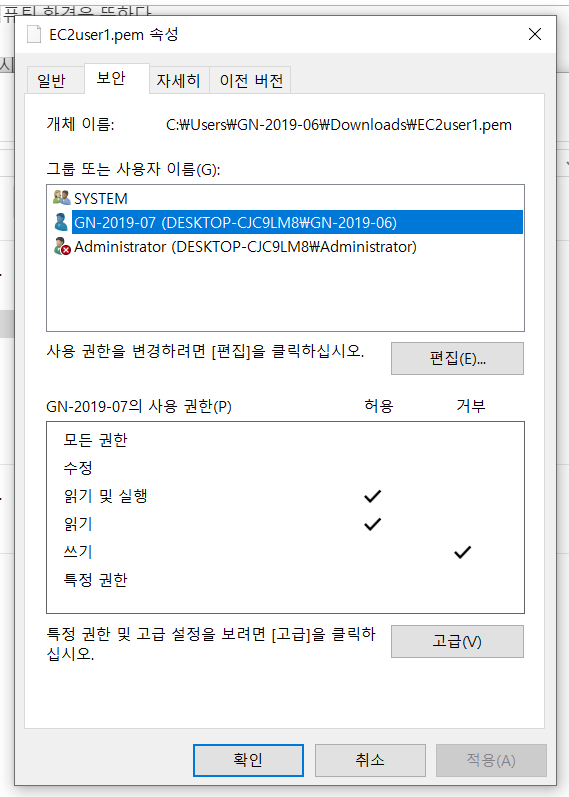 퓨팅 환경을 뜻한다
EC2user1.pem 속성
시
일반 보안 자세히 이전 버전
개체 이름: C:₩Users₩GN-2019-06₩Downloads₩EC2user1.pem
그룹 또는 사용자 이름(G):
SYSTEM
GN-2019-07 (DESKTOP-CJC9LM8₩GN-2019-06)
Administrator (DESKTOP-CJC9LM8₩Administrator)
사용 권한을 변경하려면 [편집]을 클릭하십시오. 편집(E)...
GN-2019-07의 사용 권한(P) 허용 거부
모든 권한
수정
읽기 및 실행
읽기
쓰기
특정 권한
특정 권한 및 고급 설정을 보려면 [고급]을 클릭하
십시오.
고급(V)
확인 취소 적용(A)